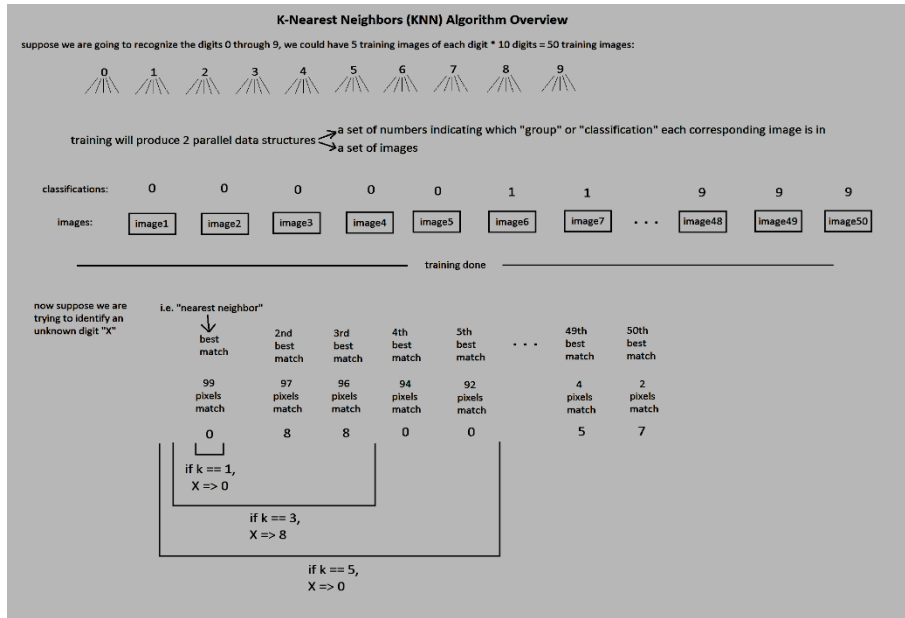 K-Nearest Neighbors (KNN) Algorithm Overview
suppose we are going to recognize the digits 0 through 9, we could have 5 training images of each digit * 10 digits = 50 training images:
0 1 2 3 4 5 6 7 8 9
training will produce 2 parallel data structures
a set of numbers indicating which "group" or "classification" each corresponding image is in
a set of images
classifications: 0 0 0 0 0 1 1 9 9 9
images: image1 image2 image3 image4 image5 image6 image7 . . . image48 image49 image50
training done
now suppose we are
trying to identify an
unknown digit "X"
i.e. "nearest neighbor"
best
match
2nd
best
match
3rd
best
match
4th
best
match
5th
best
match
. . .
49th
best
match
50th
best
match
99
pixels
match
97
pixels
match
96
pixels
match
94
pixels
match
92
pixels
match
4
pixels
match
2
pixels
match
0 8 8 0 0 5 7
if k == 1,
X => 0
if k == 3,
X => 8
if k == 5,
X => 0